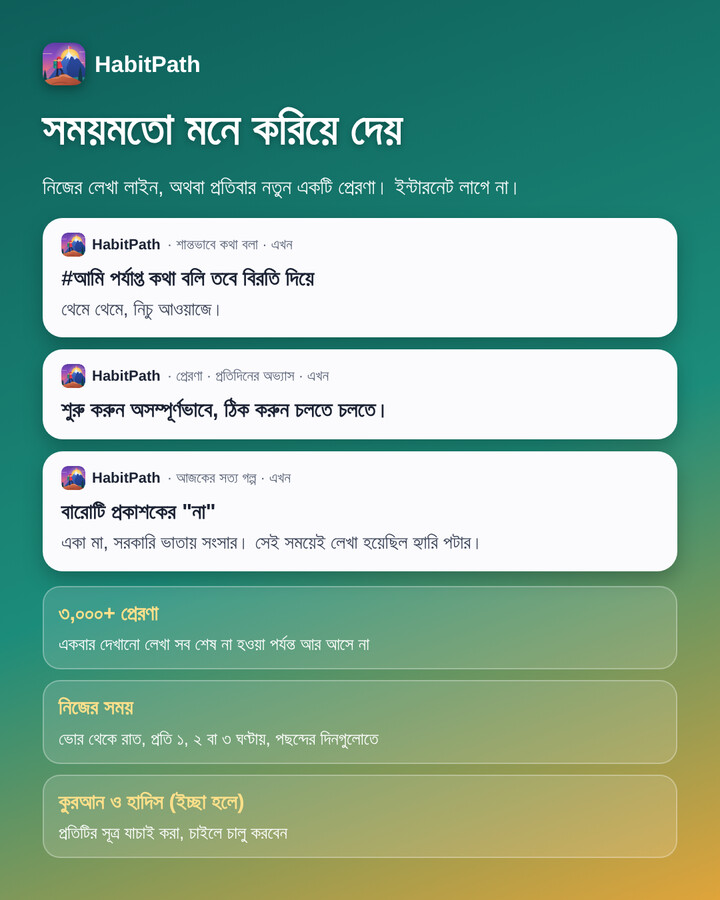 HabitPath
সময়মতো মনে করিয়ে দেয়
নিজের লেখা লাইন, অথবা প্রতিবার নতুন একটি প্রেরণা। ইন্টারনেট লাগে না।
HabitPath · শান্তভাবে কথা বলা · এখন
#আমি পর্যাপ্ত কথা বলি তবে বিরতি দিয়ে
থেমে থেমে, নিচু আওয়াজে।
HabitPath · প্রেরণা · প্রতিদিনের অভ্যাস · এখন
শুরু করুন অসম্পূর্ণভাবে, ঠিক করুন চলতে চলতে।
HabitPath · আজকের সত্য গল্প · এখন
বারোটি প্রকাশকের "না"
একা মা, সরকারি ভাতায় সংসার। সেই সময়েই লেখা হয়েছিল হ্যারি পটার।
৩,০০০+ প্রেরণা
একবার দেখানো লেখা সব শেষ না হওয়া পর্যন্ত আর আসে না
নিজের সময়
ভোর থেকে রাত, প্রতি ১, ২ বা ৩ ঘণ্টায়, পছন্দের দিনগুলোতে
কুরআন ও হাদিস (ইচ্ছা হলে)
প্রতিটির সূত্র যাচাই করা, চাইলে চালু করবেন